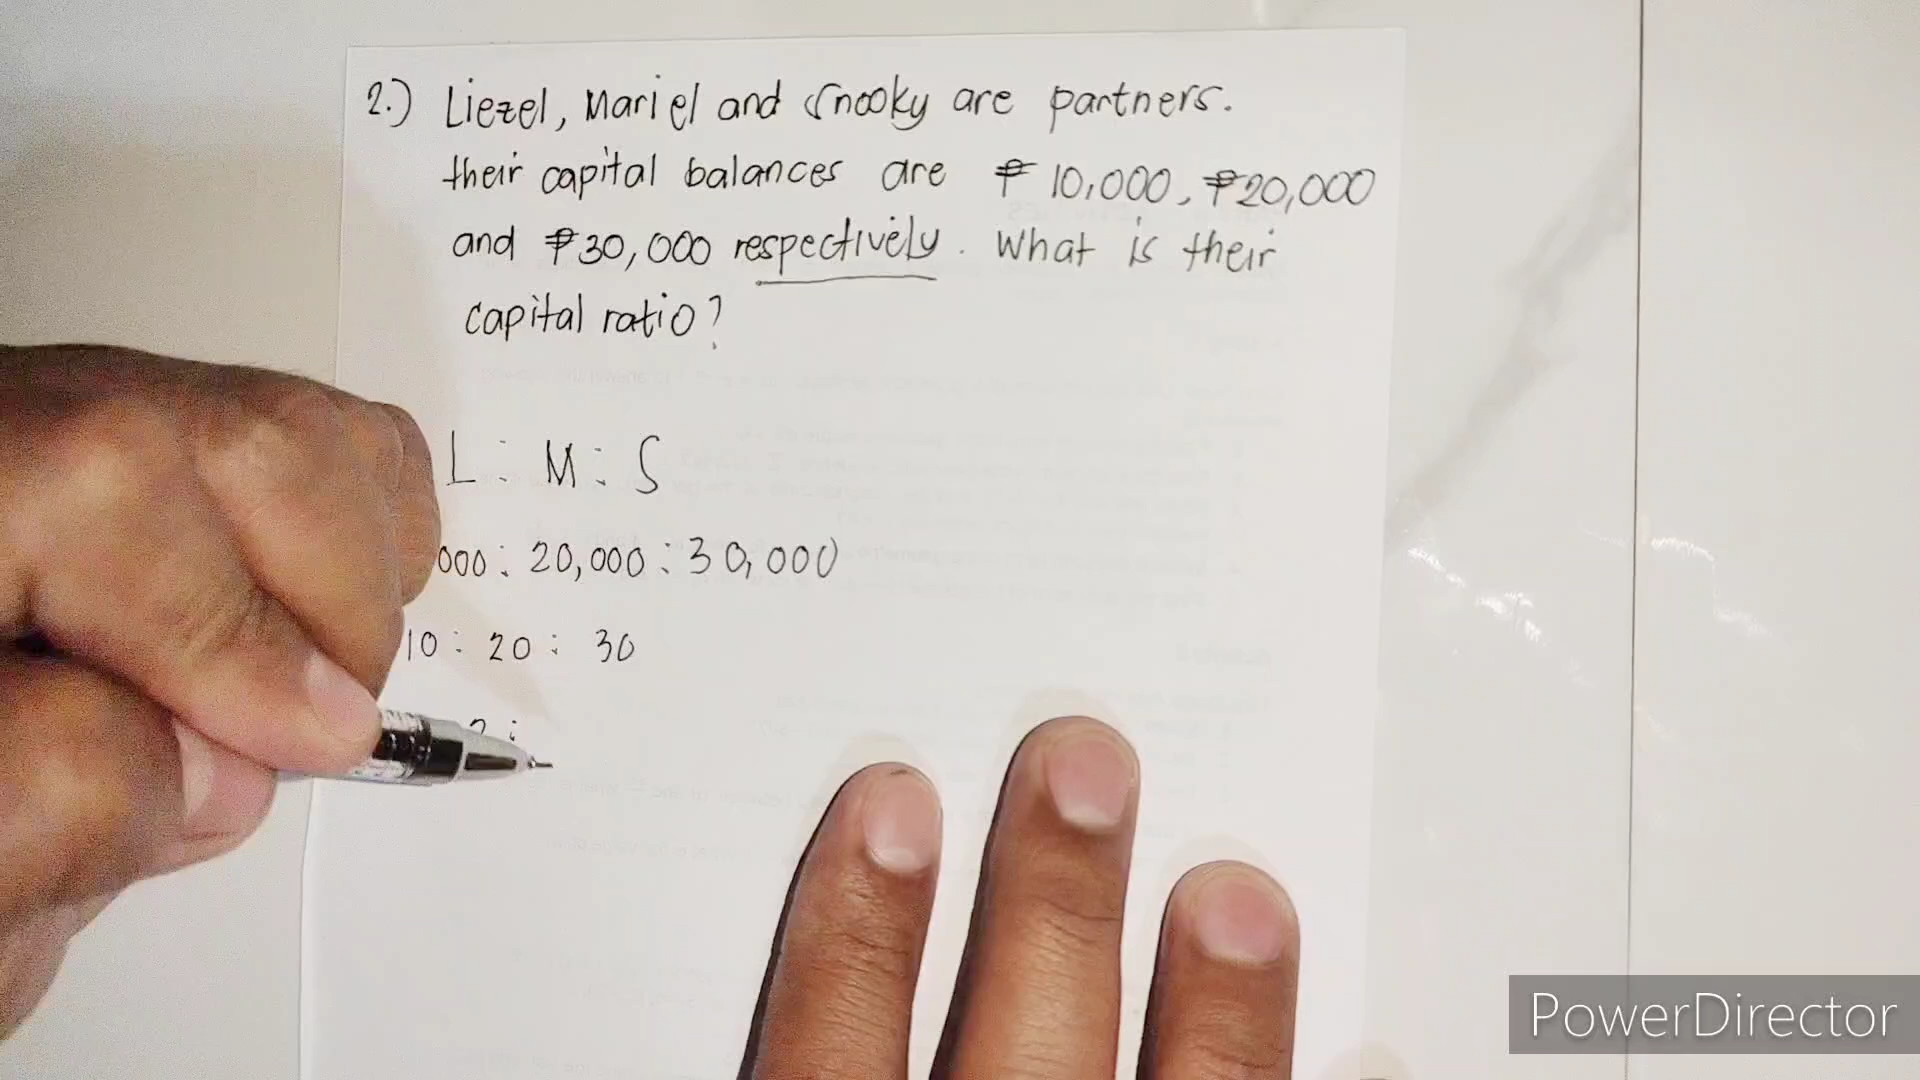 2.) Liezel, Mariel and Snooky are partners.
their capital balances are ₱ 10,000, ₱20,000
and ₱30,000 respectively. What is their
capital ratio?
L : M : S
000 : 20,000 : 30,000
10 : 20 : 30
2 :
PowerDirector